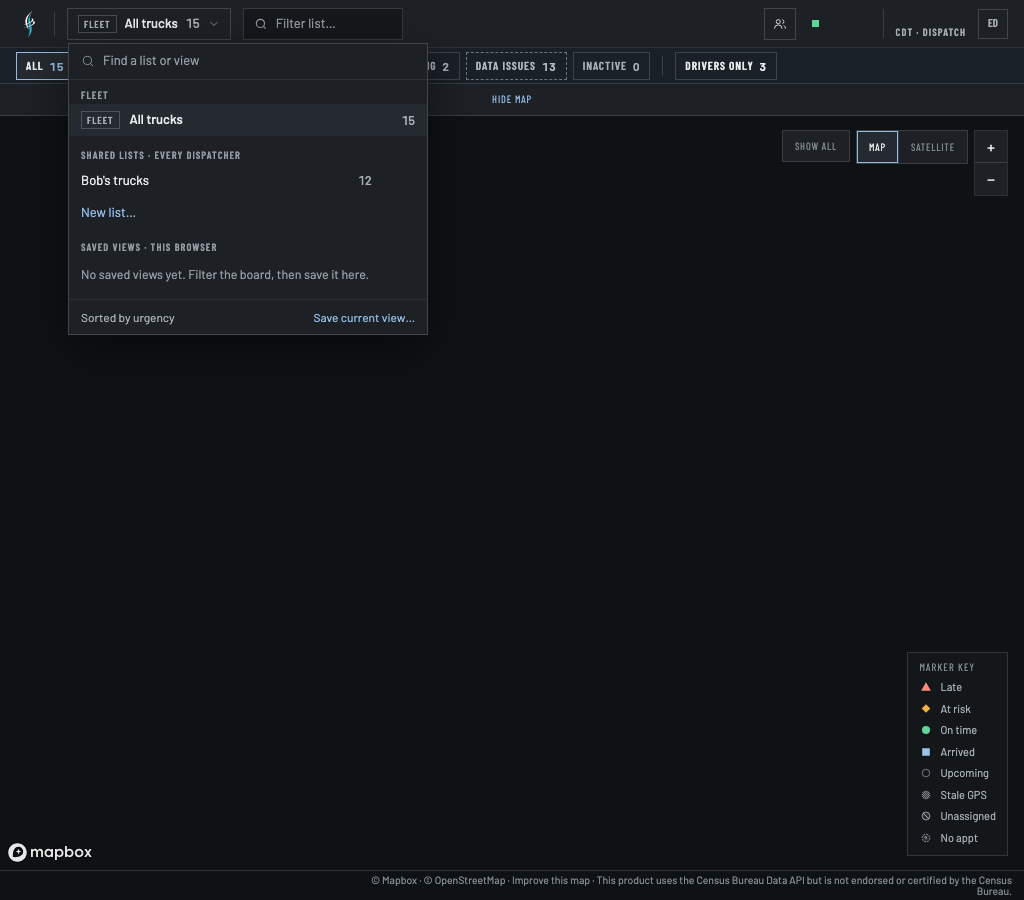 FLEET All trucks 15
Filter list...
CDT · DISPATCH
ED
ALL 15
2
DATA ISSUES 13
INACTIVE 0
DRIVERS ONLY 3
Find a list or view
FLEET
FLEET All trucks 15
SHARED LISTS · EVERY DISPATCHER
Bob's trucks 12
New list...
SAVED VIEWS · THIS BROWSER
No saved views yet. Filter the board, then save it here.
Sorted by urgency
Save current view...
HIDE MAP
SHOW ALL
MAP
SATELLITE
+
−
MARKER KEY
Late
At risk
On time
Arrived
Upcoming
Stale GPS
Unassigned
No appt
mapbox
© Mapbox · © OpenStreetMap · Improve this map · This product uses the Census Bureau Data API but is not endorsed or certified by the Census
Bureau.